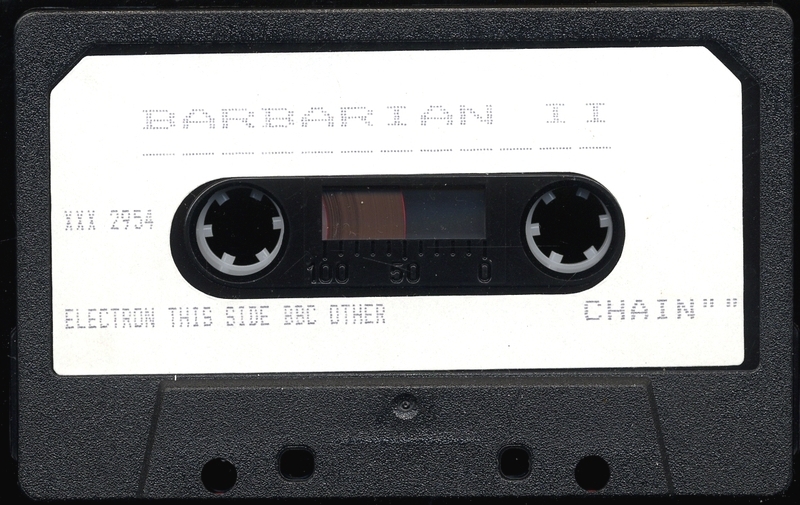 BARBARIAN II
XXX 2954
100 50 0
ELECTRON THIS SIDE BBC OTHER
CHAIN""